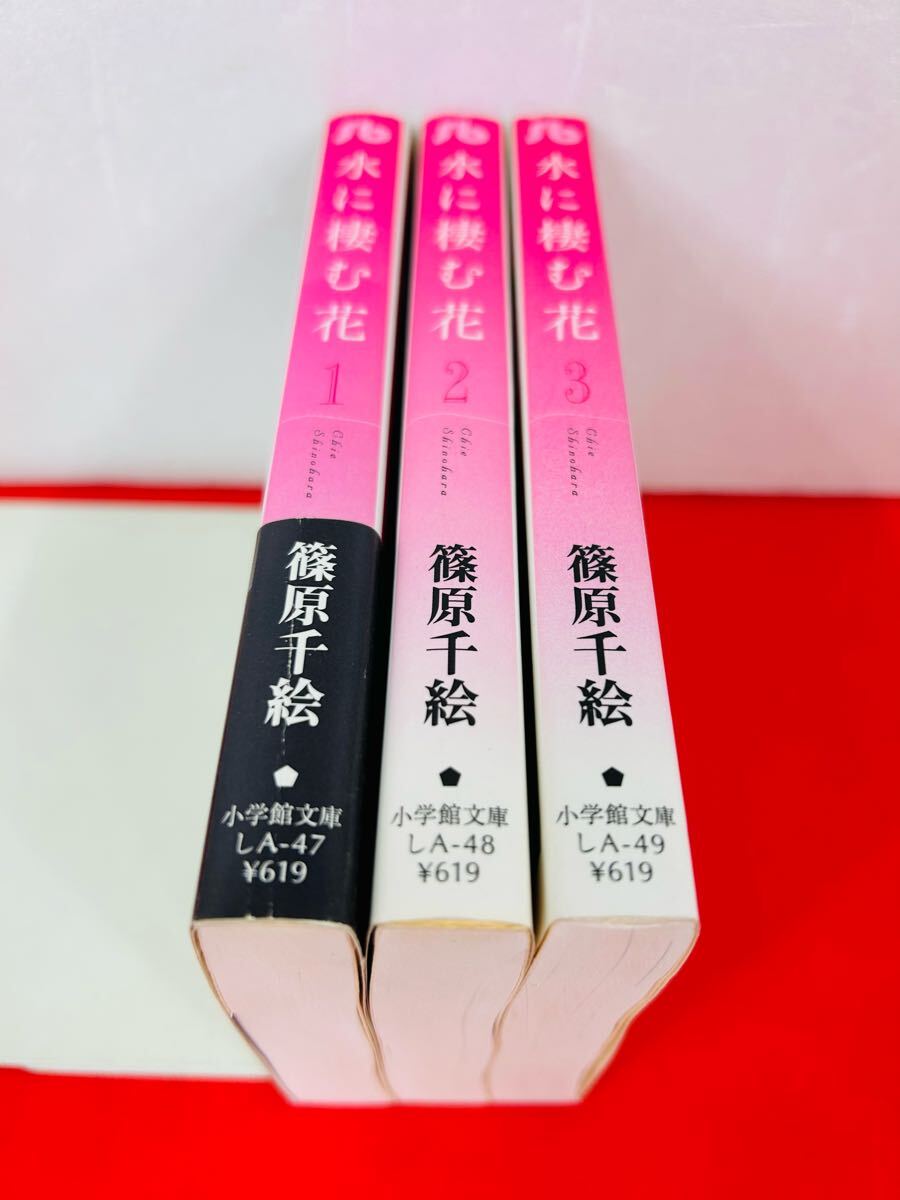 水に棲む花
1
Chie
Shinohara
篠原千絵
小学館文庫
しA-47
¥619
水に棲む花
2
Chie
Shinohara
篠原千絵
小学館文庫
しA-48
¥619
水に棲む花
3
Chie
Shinohara
篠原千絵
小学館文庫
しA-49
¥619